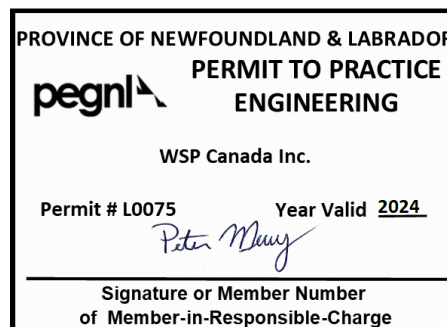 PROVINCE OF NEWFOUNDLAND & LABRADOR
pegnl
PERMIT TO PRACTICE
ENGINEERING
WSP Canada Inc.
Permit # L0075 Year Valid 2024
Peter
Signature or Member Number
of Member-in-Responsible-Charge